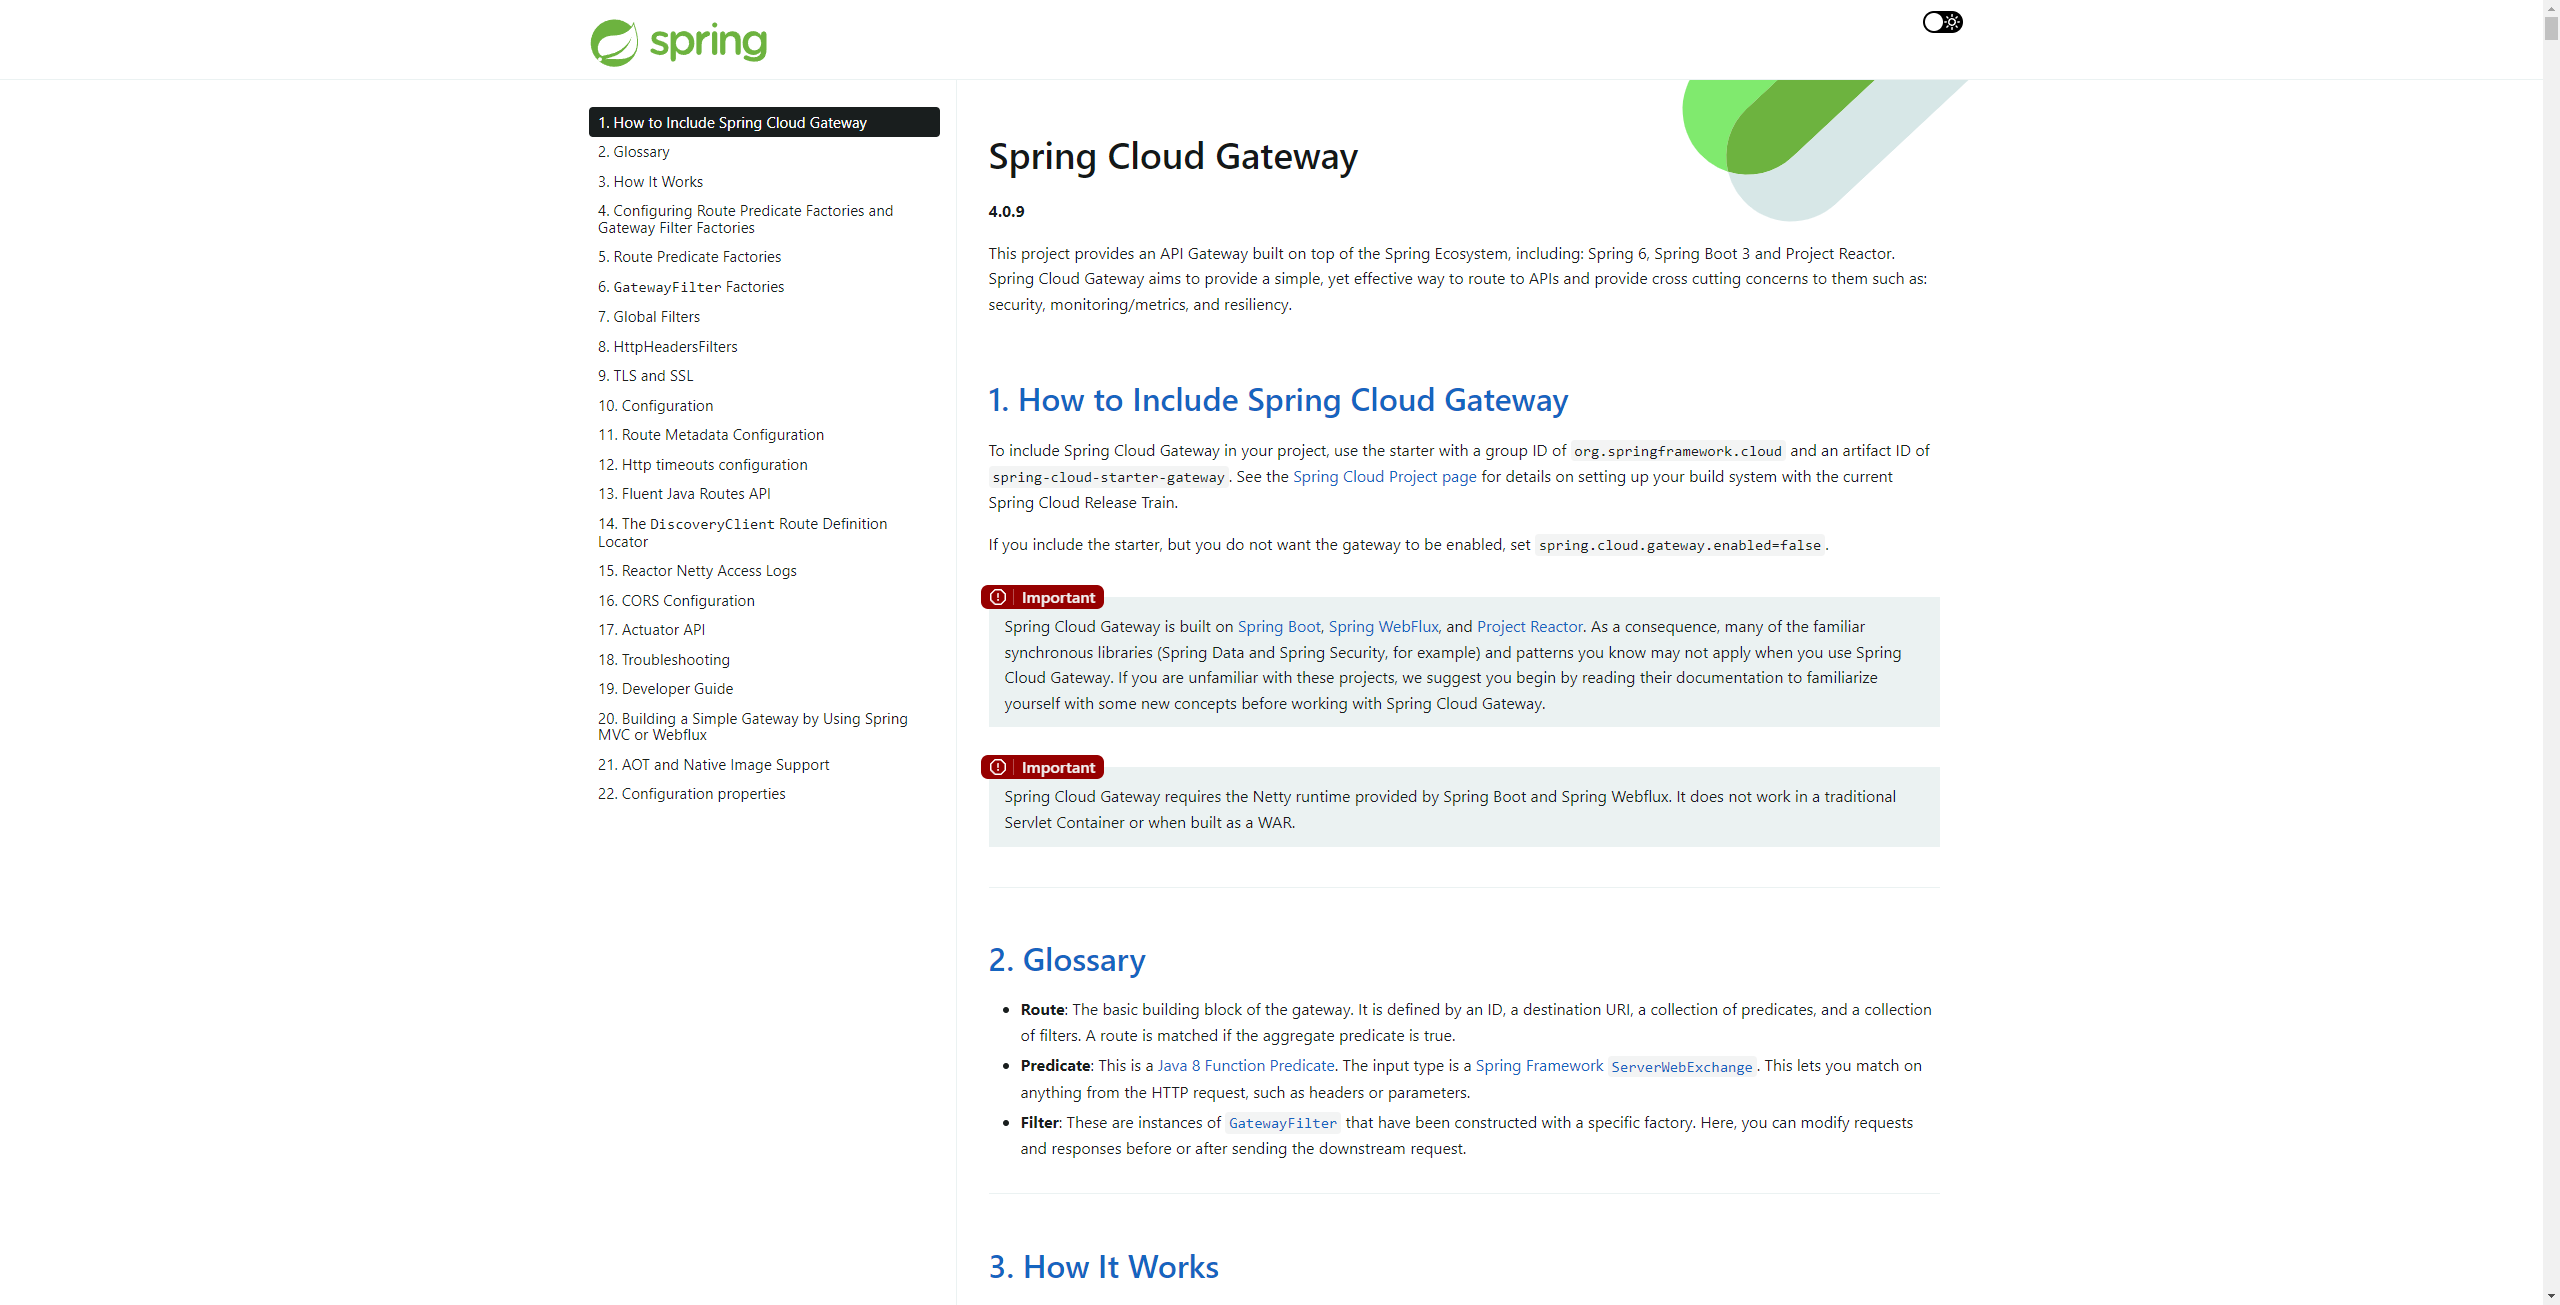 spring
1. How to Include Spring Cloud Gateway
2. Glossary
3. How It Works
4. Configuring Route Predicate Factories and
Gateway Filter Factories
5. Route Predicate Factories
6. GatewayFilter Factories
7. Global Filters
8. HttpHeadersFilters
9. TLS and SSL
10. Configuration
11. Route Metadata Configuration
12. Http timeouts configuration
13. Fluent Java Routes API
14. The DiscoveryClient Route Definition
Locator
15. Reactor Netty Access Logs
16. CORS Configuration
17. Actuator API
18. Troubleshooting
19. Developer Guide
20. Building a Simple Gateway by Using Spring
MVC or Webflux
21. AOT and Native Image Support
22. Configuration properties
Spring Cloud Gateway
4.0.9
This project provides an API Gateway built on top of the Spring Ecosystem, including: Spring 6, Spring Boot 3 and Project Reactor.
Spring Cloud Gateway aims to provide a simple, yet effective way to route to APIs and provide cross cutting concerns to them such as:
security, monitoring/metrics, and resiliency.
1. How to Include Spring Cloud Gateway
To include Spring Cloud Gateway in your project, use the starter with a group ID of org.springframework.cloud and an artifact ID of
spring-cloud-starter-gateway. See the Spring Cloud Project page for details on setting up your build system with the current
Spring Cloud Release Train.
If you include the starter, but you do not want the gateway to be enabled, set spring.cloud.gateway.enabled=false.
Important
Spring Cloud Gateway is built on Spring Boot, Spring WebFlux, and Project Reactor. As a consequence, many of the familiar
synchronous libraries (Spring Data and Spring Security, for example) and patterns you know may not apply when you use Spring
Cloud Gateway. If you are unfamiliar with these projects, we suggest you begin by reading their documentation to familiarize
yourself with some new concepts before working with Spring Cloud Gateway.
Important
Spring Cloud Gateway requires the Netty runtime provided by Spring Boot and Spring Webflux. It does not work in a traditional
Servlet Container or when built as a WAR.
2. Glossary
• Route: The basic building block of the gateway. It is defined by an ID, a destination URI, a collection of predicates, and a collection
of filters. A route is matched if the aggregate predicate is true.
• Predicate: This is a Java 8 Function Predicate. The input type is a Spring Framework ServerWebExchange. This lets you match on
anything from the HTTP request, such as headers or parameters.
• Filter: These are instances of GatewayFilter that have been constructed with a specific factory. Here, you can modify requests
and responses before or after sending the downstream request.
3. How It Works